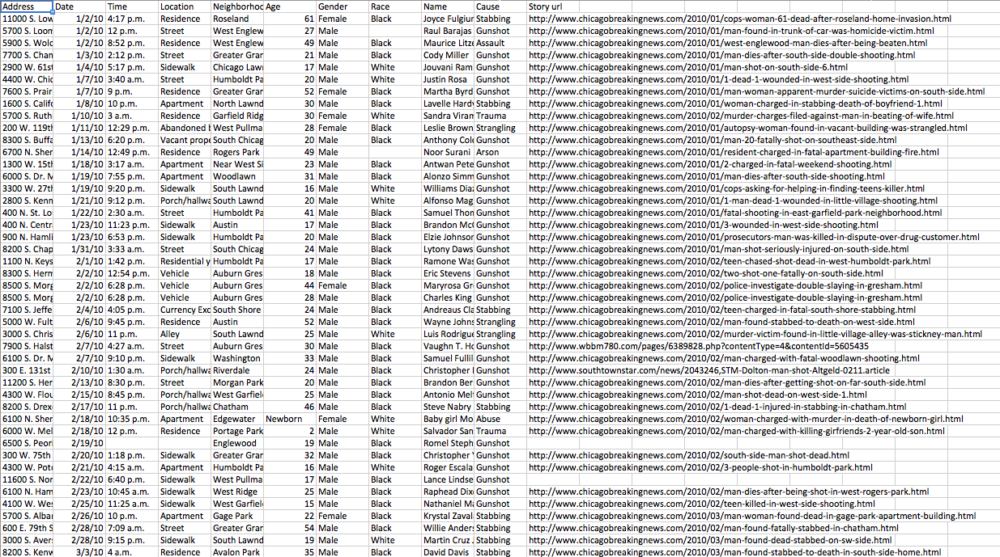 Address Date Time Location Neighborhoo Age Gender Race Name Cause Story url
11000 S. Low 1/2/10 4:17 p.m. Residence Roseland 61 Female Black Joyce Fulgium Stabbing http://www.chicagobreakingnews.com/2010/01/cops-woman-61-dead-after-roseland-home-invasion.html
5700 S. Loom 1/2/10 12 p.m. Street West Englew 27 Male Raul Barajas Gunshot http://www.chicagobreakingnews.com/2010/01/man-found-in-trunk-of-car-was-homicide-victim.html
5900 S. Wolc 1/2/10 8:52 p.m. Residence West Englew 49 Male Black Maurice Litze Assault http://www.chicagobreakingnews.com/2010/01/west-englewood-man-dies-after-being-beaten.html
7700 S. Chan 1/3/10 2:12 p.m. Street Greater Gran 21 Male Black Cody Miller Gunshot http://www.chicagobreakingnews.com/2010/01/man-dies-after-south-side-double-shooting.html
2900 W. 61st 1/4/10 5:17 p.m. Sidewalk Chicago Lawn 17 Male White Jouvani Ram Gunshot http://www.chicagobreakingnews.com/2010/01/man-shot-on-south-side-6.html
4400 W. Chic 1/7/10 3:40 a.m. Street Humboldt Pa 20 Male White Justin Rosa Gunshot http://www.chicagobreakingnews.com/2010/01/1-dead-1-wounded-in-west-side-shooting.html
7600 S. Prair 1/7/10 9 p.m. Residence Greater Gran 52 Female Black Martha Byrd Gunshot http://www.chicagobreakingnews.com/2010/01/man-woman-apparent-murder-suicide-victims-on-south-side.html
1600 S. Calif 1/8/10 10 p.m. Apartment North Lawnd 30 Male Black Lavelle Hardy Stabbing http://www.chicagobreakingnews.com/2010/01/woman-charged-in-stabbing-death-of-boyfriend-1.html
5700 S. Ruth 1/10/10 3 a.m. Residence Garfield Ridg 30 Female White Sandra Viram Trauma http://www.chicagobreakingnews.com/2010/02/murder-charges-filed-against-man-in-beating-of-wife.html
200 W. 119th 1/11/10 12:29 p.m. Abandoned b West Pullma 28 Female Black Leslie Brown Strangling http://www.chicagobreakingnews.com/2010/01/autopsy-woman-found-in-vacant-building-was-strangled.html
8300 S. Buffa 1/13/10 6:20 p.m. Vacant prope South Chicag 20 Male Black Anthony Cole Gunshot http://www.chicagobreakingnews.com/2010/01/man-20-fatally-shot-on-southeast-side.html
6700 N. Sher 1/14/10 12:49 p.m. Residence Rogers Park 49 Male Noor Surani Arson http://www.chicagobreakingnews.com/2010/01/resident-charged-in-fatal-apartment-building-fire.html
1300 W. 15th 1/18/10 3:17 a.m. Apartment Near West Si 23 Male Black Antwan Pete Gunshot http://www.chicagobreakingnews.com/2010/01/2-charged-in-fatal-weekend-shooting.html
6000 S. Dr. M 1/19/10 7:55 p.m. Apartment Woodlawn 31 Male Black Alonzo Simm Gunshot http://www.chicagobreakingnews.com/2010/01/man-dies-after-south-side-shooting.html
3300 W. 27th 1/19/10 9:20 p.m. Sidewalk South Lawnd 16 Male White Williams Diaz Gunshot http://www.chicagobreakingnews.com/2010/01/cops-asking-for-helping-in-finding-teens-killer.html
2800 S. Kenn 1/21/10 9:12 p.m. Porch/hallwa South Lawnd 20 Male White Alfonso Mag Gunshot http://www.chicagobreakingnews.com/2010/01/1-man-dead-1-wounded-in-little-village-shooting.html
400 N. St. Lo 1/22/10 2:30 a.m. Street Humboldt Pa 41 Male Black Samuel Thon Gunshot http://www.chicagobreakingnews.com/2010/01/fatal-shooting-in-east-garfield-park-neighborhood.html
400 N. Centr 1/23/10 11:23 p.m. Sidewalk Austin 17 Male Black Brandon McC Gunshot http://www.chicagobreakingnews.com/2010/01/3-wounded-in-west-side-shooting.html
900 N. Hamli 1/23/10 6:53 p.m. Sidewalk Humboldt Pa 20 Male Black Elzie Johnson Gunshot http://www.chicagobreakingnews.com/2010/01/prosecutors-man-was-killed-in-dispute-over-drug-customer.html
8200 S. Chap 1/31/10 3:33 a.m. Street South Chicag 24 Male Black Lytony Daws Gunshot http://www.chicagobreakingnews.com/2010/01/man-shot-seriously-injured-on-south-side.html
1100 N. Keys 2/1/10 1:42 p.m. Residential y Humboldt Pa 17 Male Black Ramone Was Gunshot http://www.chicagobreakingnews.com/2010/02/teen-chased-shot-dead-in-west-humboldt-park.html
8300 S. Herm 2/2/10 12:54 p.m. Vehicle Auburn Gres 18 Male Black Eric Stevens Gunshot http://www.chicagobreakingnews.com/2010/02/two-shot-one-fatally-on-south-side.html
8500 S. Morg 2/2/10 6:28 p.m. Vehicle Auburn Gres 44 Female Black Maryrosa Gr Gunshot http://www.chicagobreakingnews.com/2010/02/police-investigate-double-slaying-in-gresham.html
8500 S. Morg 2/2/10 6:28 p.m. Vehicle Auburn Gres 28 Male Black Charles King Gunshot http://www.chicagobreakingnews.com/2010/02/police-investigate-double-slaying-in-gresham.html
7100 S. Jeffe 2/4/10 4:05 p.m. Currency Exc South Shore 24 Male Black Andreaus Cla Stabbing http://www.chicagobreakingnews.com/2010/02/teen-charged-in-fatal-south-shore-stabbing.html
5000 W. Fult 2/6/10 9:45 p.m. Residence Austin 52 Male Black Wayne Johns Strangling http://www.chicagobreakingnews.com/2010/02/man-found-stabbed-to-death-on-west-side.html
3000 S. Chris 2/6/10 11 p.m. Alley South Lawnd 25 Male White Luis Rodrigue Strangling http://www.chicagobreakingnews.com/2010/02/murder-victim-found-in-little-village-alley-was-stickney-man.html
7900 S. Halst 2/7/10 4:27 a.m. Street Auburn Gres 30 Male Black Vaughn T. Ho Gunshot http://www.wbbm780.com/pages/6389828.php?contentType=4&contentId=5605435
6100 S. Dr. M 2/7/10 9:10 p.m. Sidewalk Washington 33 Male Black Samuel Fullil Gunshot http://www.chicagobreakingnews.com/2010/02/man-charged-with-fatal-woodlawn-shooting.html
300 E. 131st 2/10/10 1:30 a.m. Porch/hallwa Riverdale 24 Male Black Christopher I Gunshot http://www.southtownstar.com/news/2043246,STM-Dolton-man-shot-Altgeld-0211.article
11200 S. Her 2/13/10 8:30 p.m. Street Morgan Park 20 Male Black Brandon Ber Gunshot http://www.chicagobreakingnews.com/2010/02/man-dies-after-getting-shot-on-far-south-side.html
4300 W. Flou 2/15/10 8:45 p.m. Porch/hallwa West Garfiel 25 Male Black Antonio Mel Gunshot http://www.chicagobreakingnews.com/2010/02/man-shot-dead-on-west-side-1.html
8200 S. Drex 2/17/10 11 p.m. Porch/hallwa Chatham 46 Male Black Steve Nabry Stabbing http://www.chicagobreakingnews.com/2010/02/1-dead-1-injured-in-stabbing-in-chatham.html
6100 N. Sher 2/18/10 10:35 p.m. Apartment Edgewater Newborn Female White Baby girl Mo Abuse http://www.chicagobreakingnews.com/2010/02/woman-charged-with-murder-in-death-of-newborn-girl.html
6000 W. Mel 2/18/10 12 p.m. Residence Portage Park 2 Male White Salvador San Trauma http://www.chicagobreakingnews.com/2010/02/man-charged-with-killing-girfriends-2-year-old-son.html
6500 S. Peori 2/19/10 Englewood 19 Male Black Romel Steph Gunshot
300 W. 75th 2/20/10 1:18 p.m. Sidewalk Greater Gran 32 Male Black Christopher Y Gunshot http://www.chicagobreakingnews.com/2010/02/south-side-man-shot-dead.html
4300 W. Poto 2/21/10 4:15 a.m. Apartment Humboldt Pa 16 Male White Roger Escala Gunshot http://www.chicagobreakingnews.com/2010/02/3-people-shot-in-humboldt-park.html
11600 S. Nor 2/22/10 6:40 p.m. Sidewalk West Pullma 17 Male Black Lance Lindse Gunshot
6100 N. Ham 2/23/10 10:45 a.m. Sidewalk West Ridge 25 Male Black Raphead Dix Gunshot http://www.chicagobreakingnews.com/2010/02/man-dies-after-being-shot-in-west-rogers-park.html
4100 W. Wes 2/25/10 11:25 a.m. Sidewalk West Garfiel 15 Male Black Nathaniel Ma Gunshot http://www.chicagobreakingnews.com/2010/02/teen-killed-in-west-side-shooting.html
5700 S. Alba 2/26/10 10 p.m. Apartment Gage Park 22 Female Black Krystal Zaval Stabbing http://www.chicagobreakingnews.com/2010/03/man-woman-found-dead-in-gage-park-apartment-building.html
600 E. 79th S 2/28/10 7:09 a.m. Street Greater Gran 54 Male Black Willie Anders Stabbing http://www.chicagobreakingnews.com/2010/02/man-found-fatally-stabbed-in-chatham.html
3000 S. Avers 2/28/10 9:15 p.m. Sidewalk South Lawnd 19 Male White Martin Cruz J Stabbing http://www.chicagobreakingnews.com/2010/03/man-found-dead-stabbed-on-sw-side.html
8200 S. Kenw 3/3/10 4 a.m. Residence Avalon Park 35 Male Black David Davis Stabbing http://www.chicagobreakingnews.com/2010/03/man-found-stabbed-to-death-in-south-side-home.html